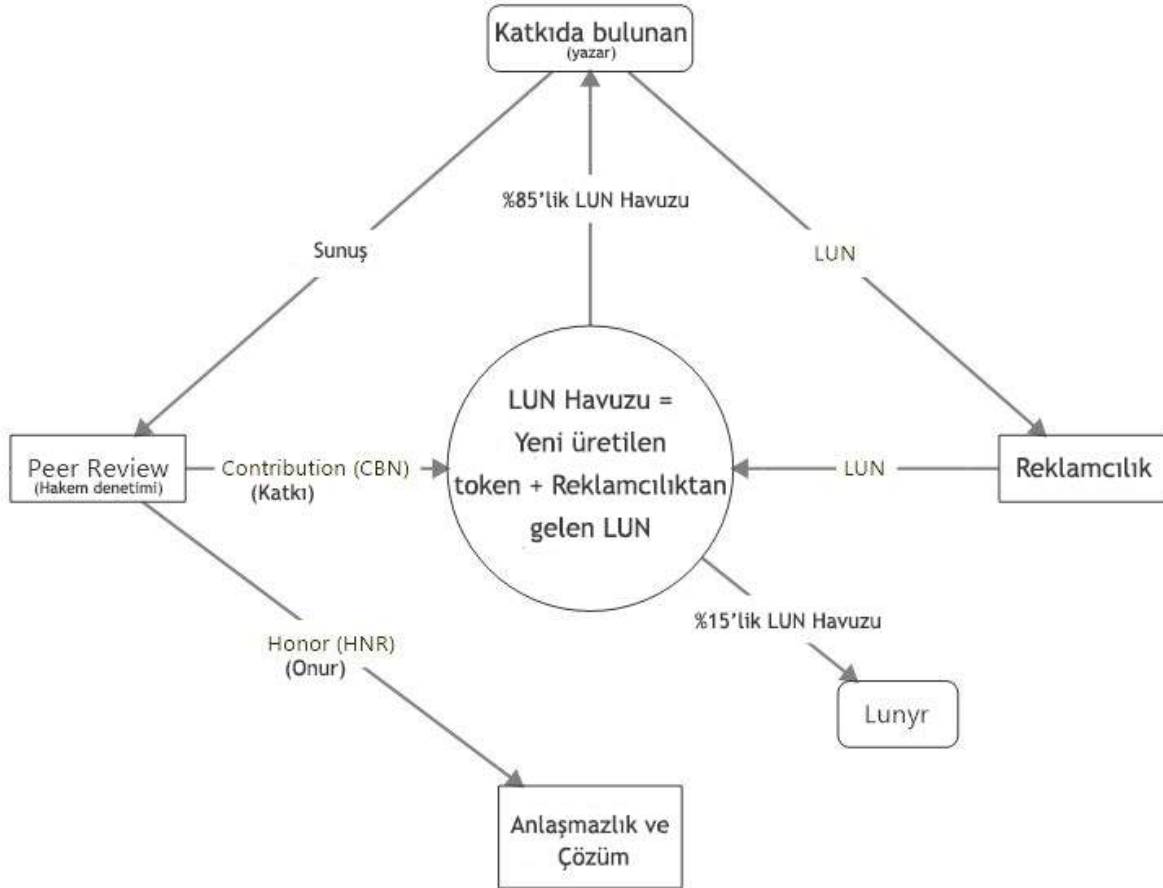 Katkıda bulunan
(yazar)
%85'lik LUN Havuzu
Sunuş
LUN
LUN Havuzu =
Yeni üretilen
token + Reklamcılıktan
gelen LUN
Peer Review
(Hakem denetimi)
Contribution (CBN)
(Katkı)
LUN
Reklamcılık
%15'lik LUN Havuzu
Honor (HNR)
(Onur)
Lunyr
Anlaşmazlık ve
Çözüm